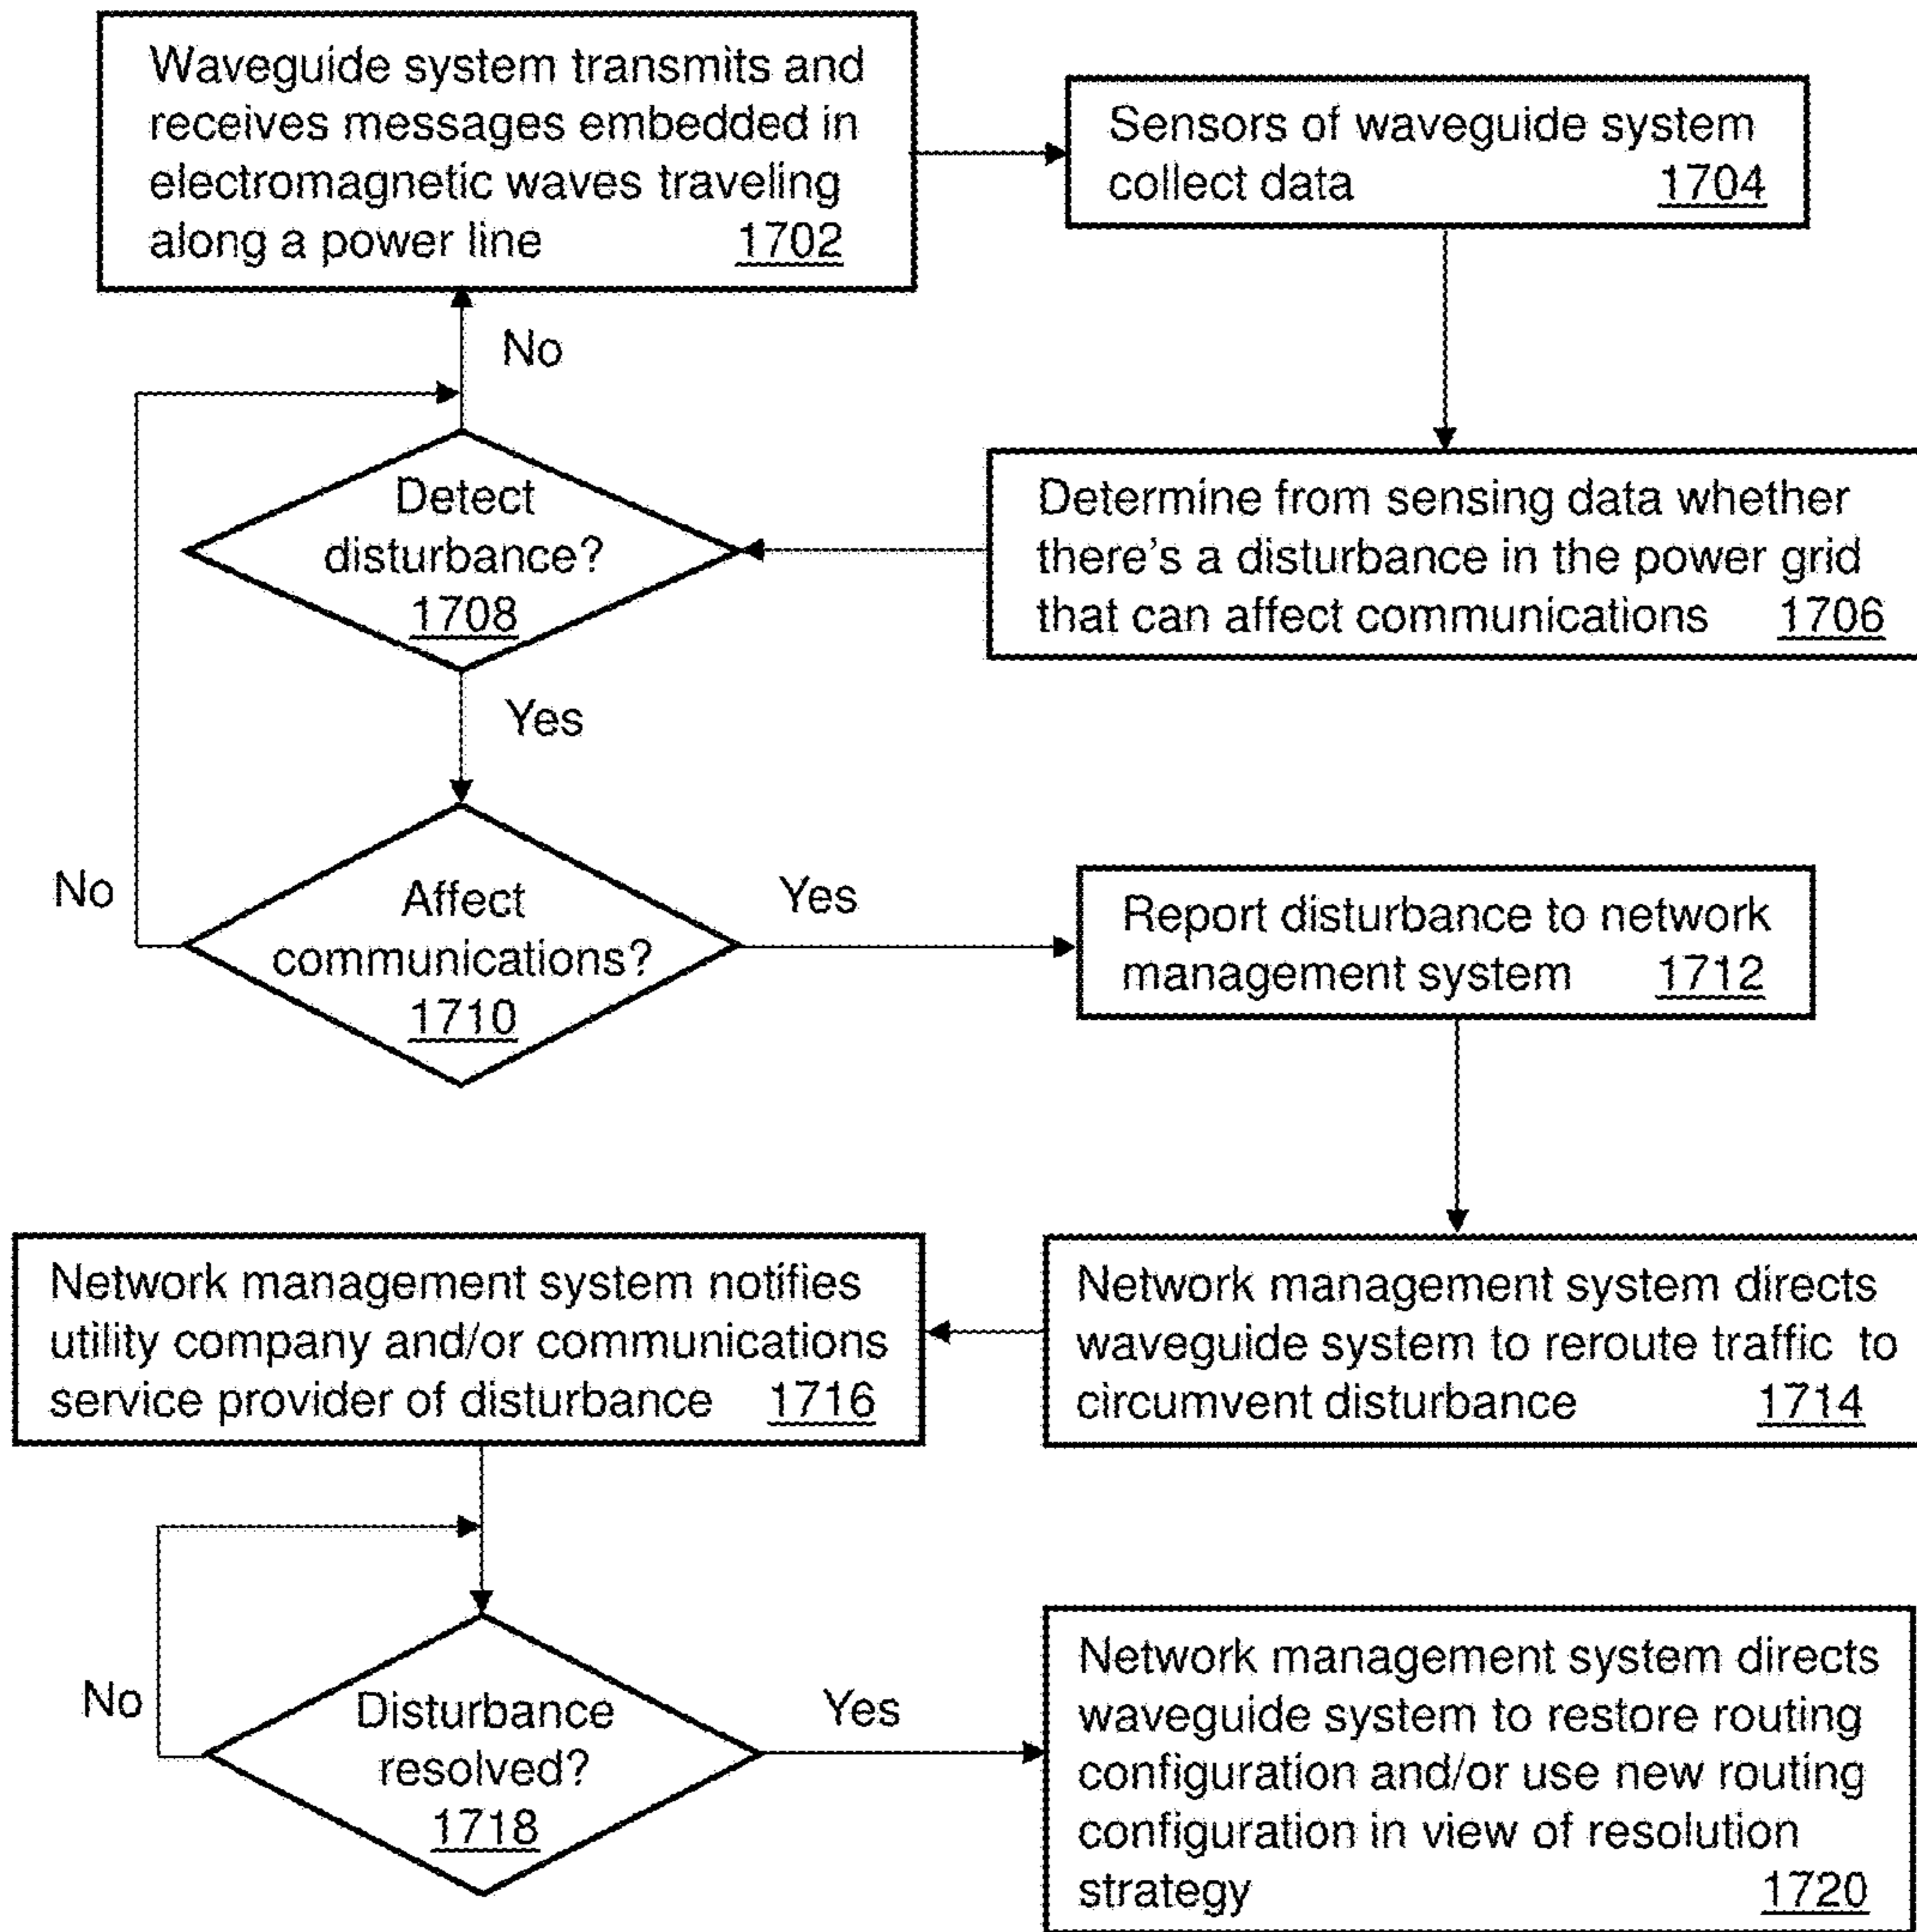 Waveguide system transmits and
receives messages embedded in
electromagnetic waves traveling
along a power line 1702
Sensors of waveguide system
collect data 1704
No
Detect
disturbance?
1708
Determine from sensing data whether
there's a disturbance in the power grid
that can affect communications 1706
Yes
No
Affect
communications?
1710
Yes
Report disturbance to network
management system 1712
Network management system notifies
utility company and/or communications
service provider of disturbance 1716
Network management system directs
waveguide system to reroute traffic to
circumvent disturbance 1714
No
Disturbance
resolved?
1718
Yes
Network management system directs
waveguide system to restore routing
configuration and/or use new routing
configuration in view of resolution
strategy 1720